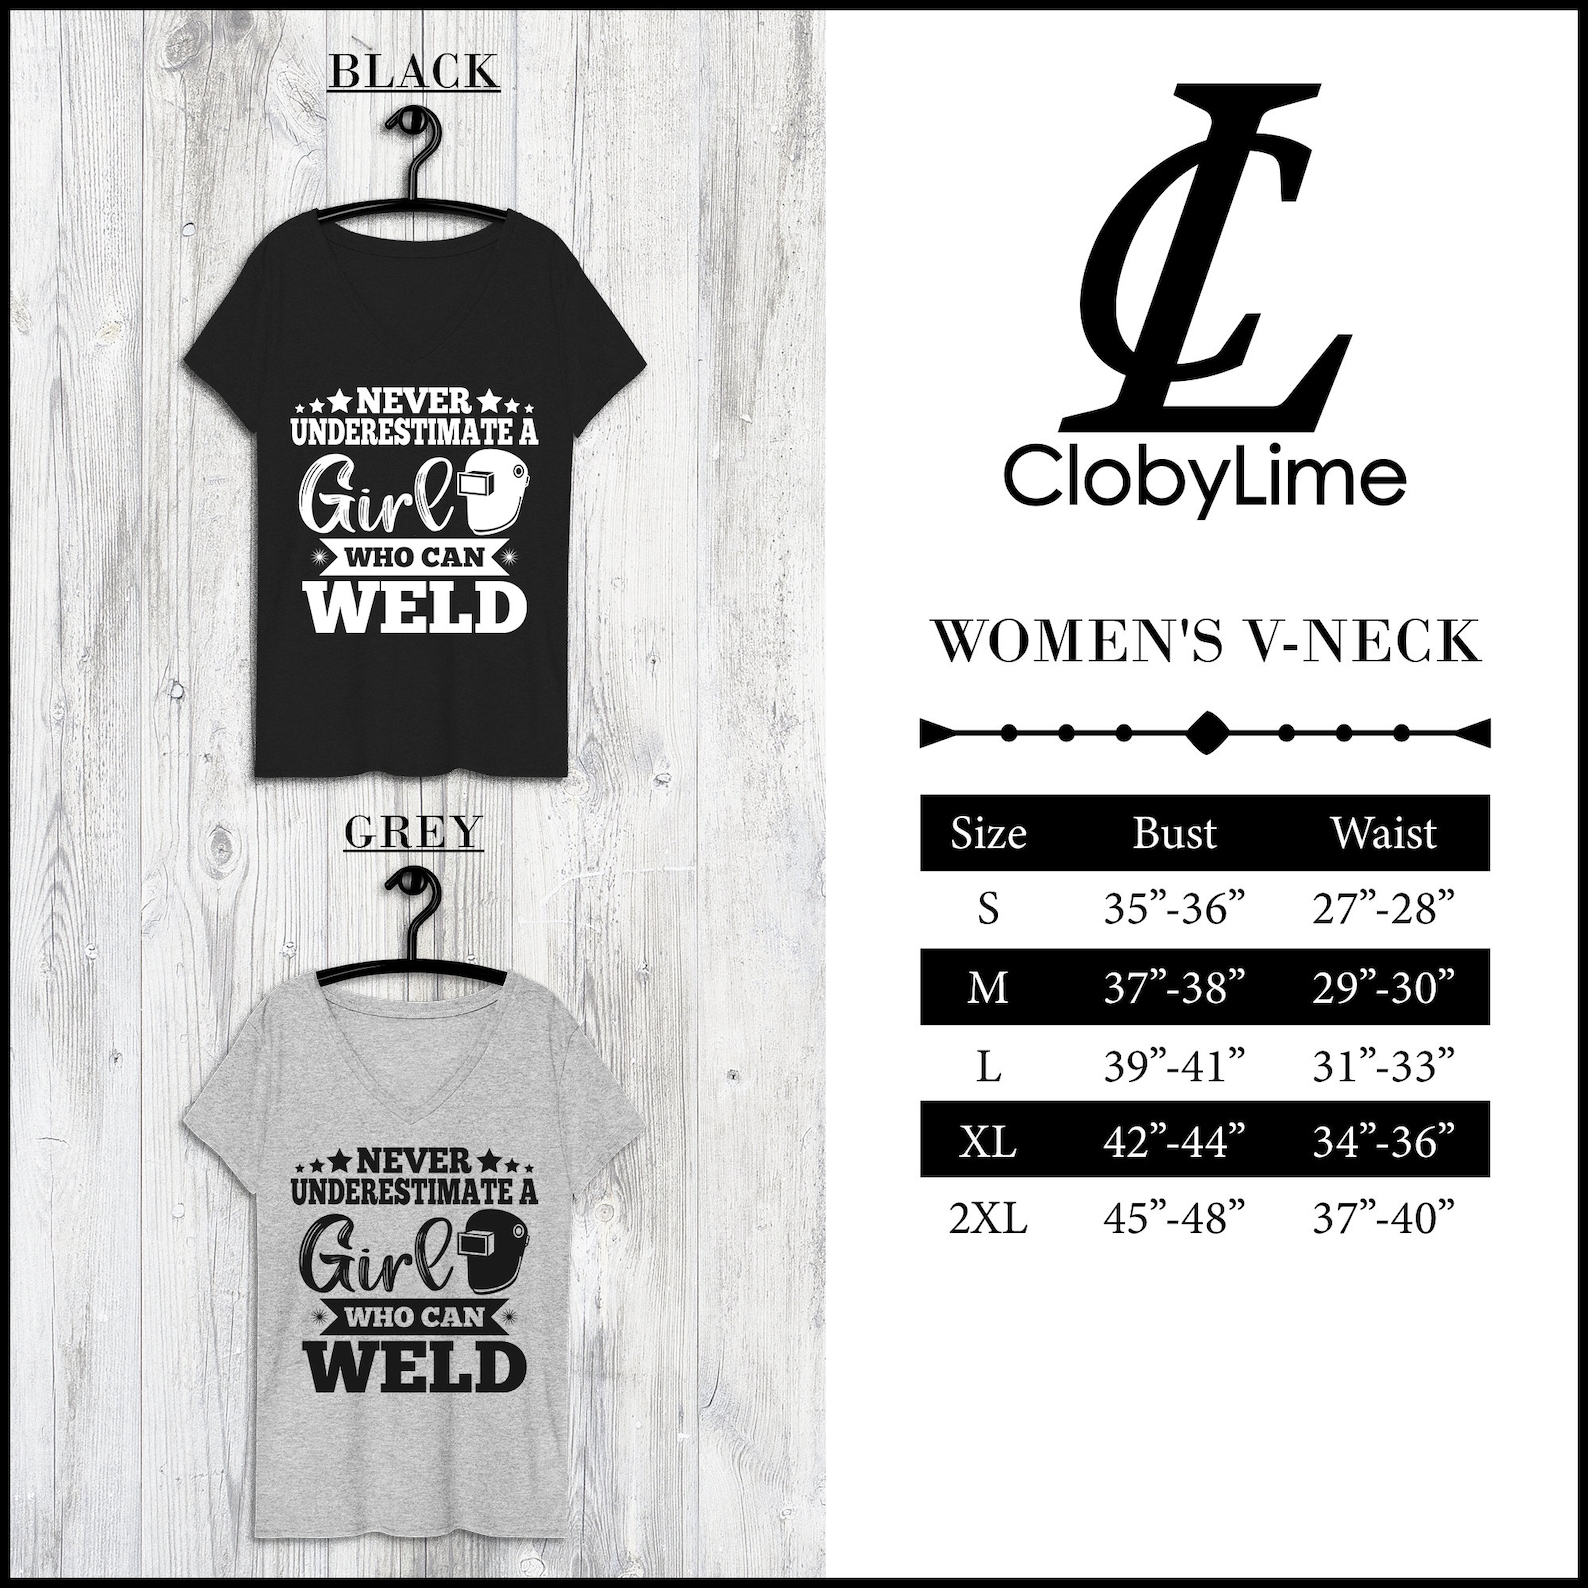 BLACK
NEVER
UNDERESTIMATE A
Girl
WHO CAN
WELD
GREY
NEVER
UNDERESTIMATE A
Girl
WHO CAN
WELD
LC
ClobyLime
WOMEN'S V-NECK
Size Bust Waist
S 35”-36” 27”-28”
M 37”-38” 29”-30”
L 39”-41” 31”-33”
XL 42”-44” 34”-36”
2XL 45”-48” 37”-40”